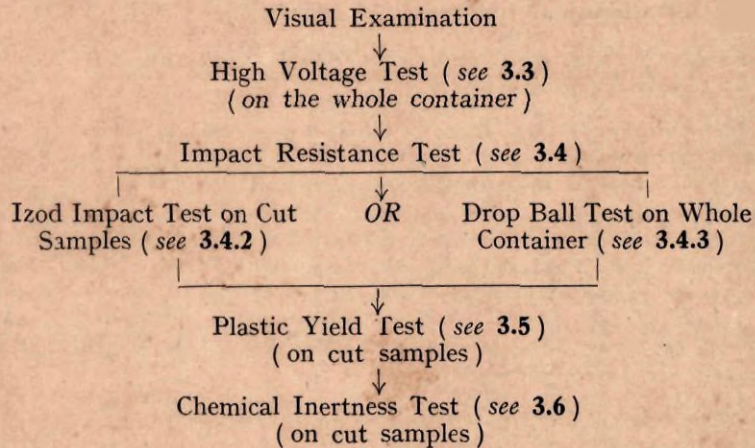 Visual Examination
High Voltage Test ( see 3.3 )
( on the whole container )
Impact Resistance Test ( see 3.4 )
Izod Impact Test on Cut
Samples ( see 3.4.2 )
OR
Drop Ball Test on Whole
Container ( see 3.4.3 )
Plastic Yield Test ( see 3.5 )
( on cut samples )
Chemical Inertness Test ( see 3.6 )
( on cut samples )